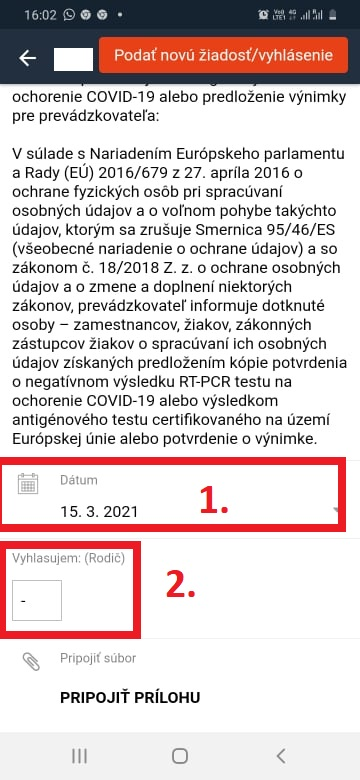 16:02
Podať novú žiadosť/vyhlásenie
ochorenie COVID-19 alebo predloženie výnimky
pre prevádzkovateľa:
V súlade s Nariadením Európskeho parlamentu
a Rady (EÚ) 2016/679 z 27. apríla 2016 o
ochrane fyzických osôb pri spracúvaní
osobných údajov a o voľnom pohybe takýchto
údajov, ktorým sa zrušuje Smernica 95/46/ES
(všeobecné nariadenie o ochrane údajov) a so
zákonom č. 18/2018 Z. z. o ochrane osobných
údajov a o zmene a doplnení niektorých
zákonov, prevádzkovateľ informuje dotknuté
osoby – zamestnancov, žiakov, zákonných
zástupcov žiakov o spracúvaní ich osobných
údajov získaných predložením kópie potvrdenia
o negatívnom výsledku RT-PCR testu na
ochorenie COVID-19 alebo výsledkom
antigénového testu certifikovaného na území
Európskej únie alebo potvrdenie o výnimke.
Dátum
15. 3. 2021
1.
Vyhlasujem: (Rodič)
-
2.
Pripojiť súbor
PRIPOJIŤ PRÍLOHU